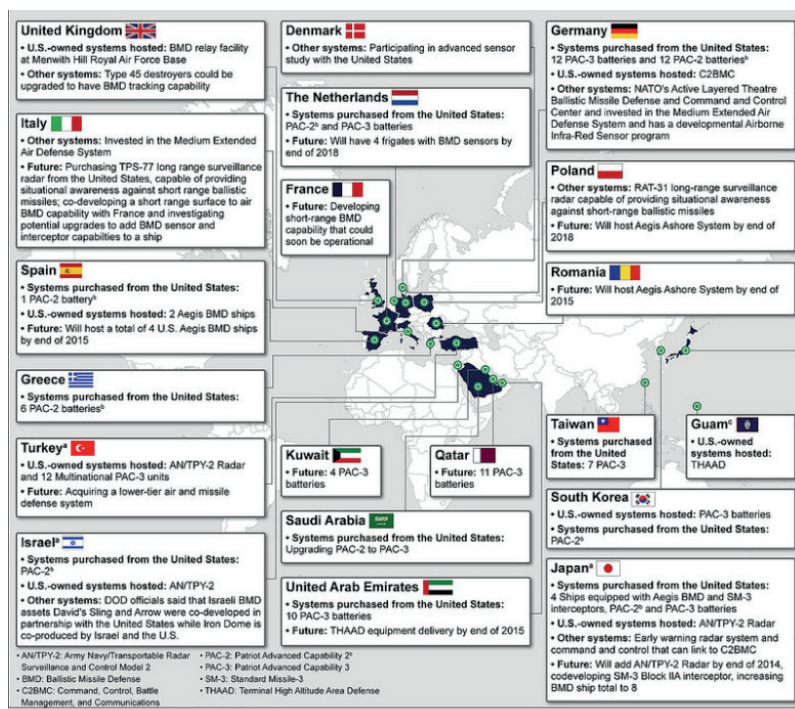 United Kingdom
• U.S.-owned systems hosted: BMD relay facility
at Menwith Hill Royal Air Force Base
• Other systems: Type 45 destroyers could be
upgraded to have BMD tracking capability
Denmark
• Other systems: Participating in advanced sensor
study with the United States
Germany
• Systems purchased from the United States:
12 PAC-3 batteries and 12 PAC-2 batteriesᵇ
• U.S.-owned systems hosted: C2BMC
• Other systems: NATO's Active Layered Theatre
Ballistic Missile Defense and Command and Control
Center and invested in the Medium Extended Air
Defense System and has a developmental Airborne
Infra-Red Sensor program
The Netherlands
• Systems purchased from the United States:
PAC-2ᵇ and PAC-3 batteries
• Future: Will have 4 frigates with BMD sensors by
end of 2018
Italy
• Other systems: Invested in the Medium Extended
Air Defense System
• Future: Purchasing TPS-77 long range surveillance
radar from the United States, capable of providing
situational awareness against short range ballistic
missiles; co-developing a short range surface to air
BMD capability with France and investigating
potential upgrades to add BMD sensor and
interceptor capabilties to a ship
France
• Future: Developing
short-range BMD
capability that could
soon be operational
Poland
• Other systems: RAT-31 long-range surveillance
radar capable of providing situational awareness
against short-range ballistic missiles
• Future: Will host Aegis Ashore System by end of
2018
Spain
• Systems purchased from the United States:
1 PAC-2 batteryᵇ
• U.S.-owned systems hosted: 2 Aegis BMD ships
• Future: Will host a total of 4 U.S. Aegis BMD ships
by end of 2015
Romania
• Future: Will host Aegis Ashore System by end of
2015
Greece
• Systems purchased from the United States:
6 PAC-2 batteriesᵇ
Turkeyᵃ
• U.S.-owned systems hosted: AN/TPY-2 Radar
and 12 Multinational PAC-3 units
• Future: Acquiring a lower-tier air and missile
defense system
Kuwait
• Future: 4 PAC-3
batteries
Qatar
• Future: 11 PAC-3
batteries
Taiwan
• Systems purchased
from the United
States: 7 PAC-3
Guamᶜ
• U.S.-owned
systems hosted:
THAAD
South Korea
• U.S.-owned systems hosted: PAC-3 batteries
• Systems purchased from the United States:
PAC-2ᵇ
Saudi Arabia
• Systems purchased from the United States:
Upgrading PAC-2 to PAC-3
Israelᵃ
• Systems purchased from the United States:
PAC-2ᵇ
• U.S.-owned systems hosted: AN/TPY-2
• Other systems: DOD officials said that Israeli BMD
assets David's Sling and Arrow were co-developed in
partnership with the United States while Iron Dome is
co-produced by Israel and the U.S.
United Arab Emirates
• Systems purchased from the United States:
10 PAC-3 batteries
• Future: THAAD equipment delivery by end of 2015
Japanᵃ
• Systems purchased from the United States:
4 Ships equipped with Aegis BMD and SM-3
interceptors, PAC-2ᵇ and PAC-3 batteries
• U.S.-owned systems hosted: AN/TPY-2 Radar
• Other systems: Early warning radar system and
command and control that can link to C2BMC
• Future: Will add AN/TPY-2 Radar by end of 2014,
codeveloping SM-3 Block IIA interceptor, increasing
BMD ship total to 8
• AN/TPY-2: Army Navy/Transportable Radar
Surveillance and Control Model 2
• BMD: Ballistic Missile Defense
• C2BMC: Command, Control, Battle
Management, and Communications
• PAC-2: Patriot Advanced Capability 2ᵇ
• PAC-3: Patriot Advanced Capability 3
• SM-3: Standard Missile-3
• THAAD: Terminal High Altitude Area Defense